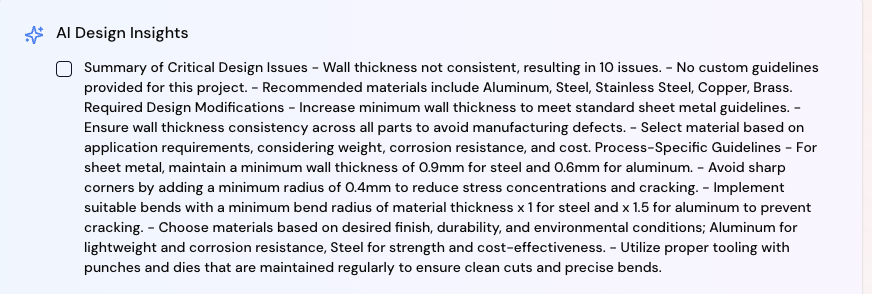 AI Design Insights
Summary of Critical Design Issues - Wall thickness not consistent, resulting in 10 issues. - No custom guidelines
provided for this project. - Recommended materials include Aluminum, Steel, Stainless Steel, Copper, Brass.
Required Design Modifications - Increase minimum wall thickness to meet standard sheet metal guidelines. -
Ensure wall thickness consistency across all parts to avoid manufacturing defects. - Select material based on
application requirements, considering weight, corrosion resistance, and cost. Process-Specific Guidelines - For
sheet metal, maintain a minimum wall thickness of 0.9mm for steel and 0.6mm for aluminum. - Avoid sharp
corners by adding a minimum radius of 0.4mm to reduce stress concentrations and cracking. - Implement
suitable bends with a minimum bend radius of material thickness x 1 for steel and x 1.5 for aluminum to prevent
cracking. - Choose materials based on desired finish, durability, and environmental conditions; Aluminum for
lightweight and corrosion resistance, Steel for strength and cost-effectiveness. - Utilize proper tooling with
punches and dies that are maintained regularly to ensure clean cuts and precise bends.